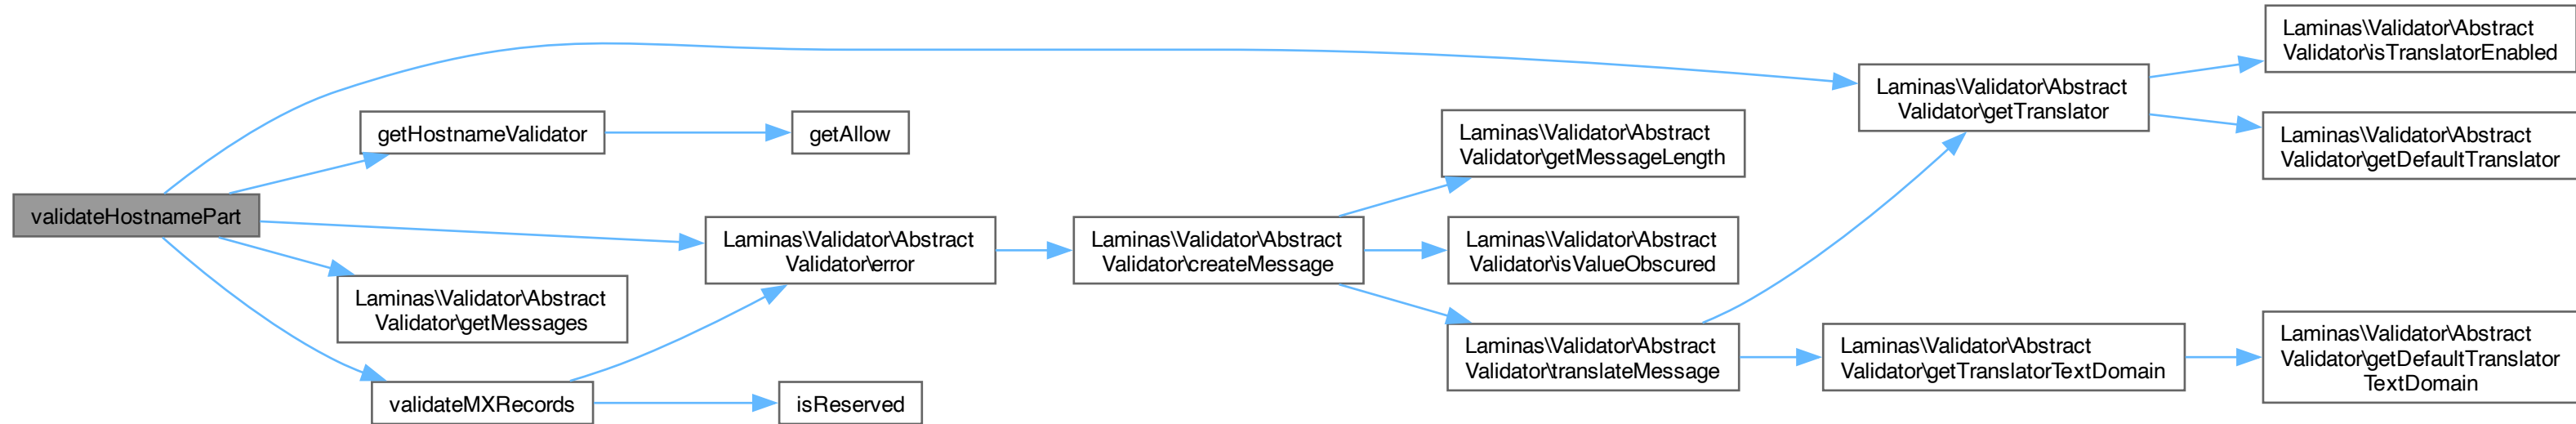 validateHostnamePart
getHostnameValidator
getAllow
Laminas\Validator\Abstract
Validator\error
Laminas\Validator\Abstract
Validator\getMessages
validateMXRecords
isReserved
Laminas\Validator\Abstract
Validator\createMessage
Laminas\Validator\Abstract
Validator\getMessageLength
Laminas\Validator\Abstract
Validator\isValueObscured
Laminas\Validator\Abstract
Validator\translateMessage
Laminas\Validator\Abstract
Validator\getTranslator
Laminas\Validator\Abstract
Validator\getTranslatorTextDomain
Laminas\Validator\Abstract
Validator\isTranslatorEnabled
Laminas\Validator\Abstract
Validator\getDefaultTranslator
Laminas\Validator\Abstract
Validator\getDefaultTranslator
TextDomain